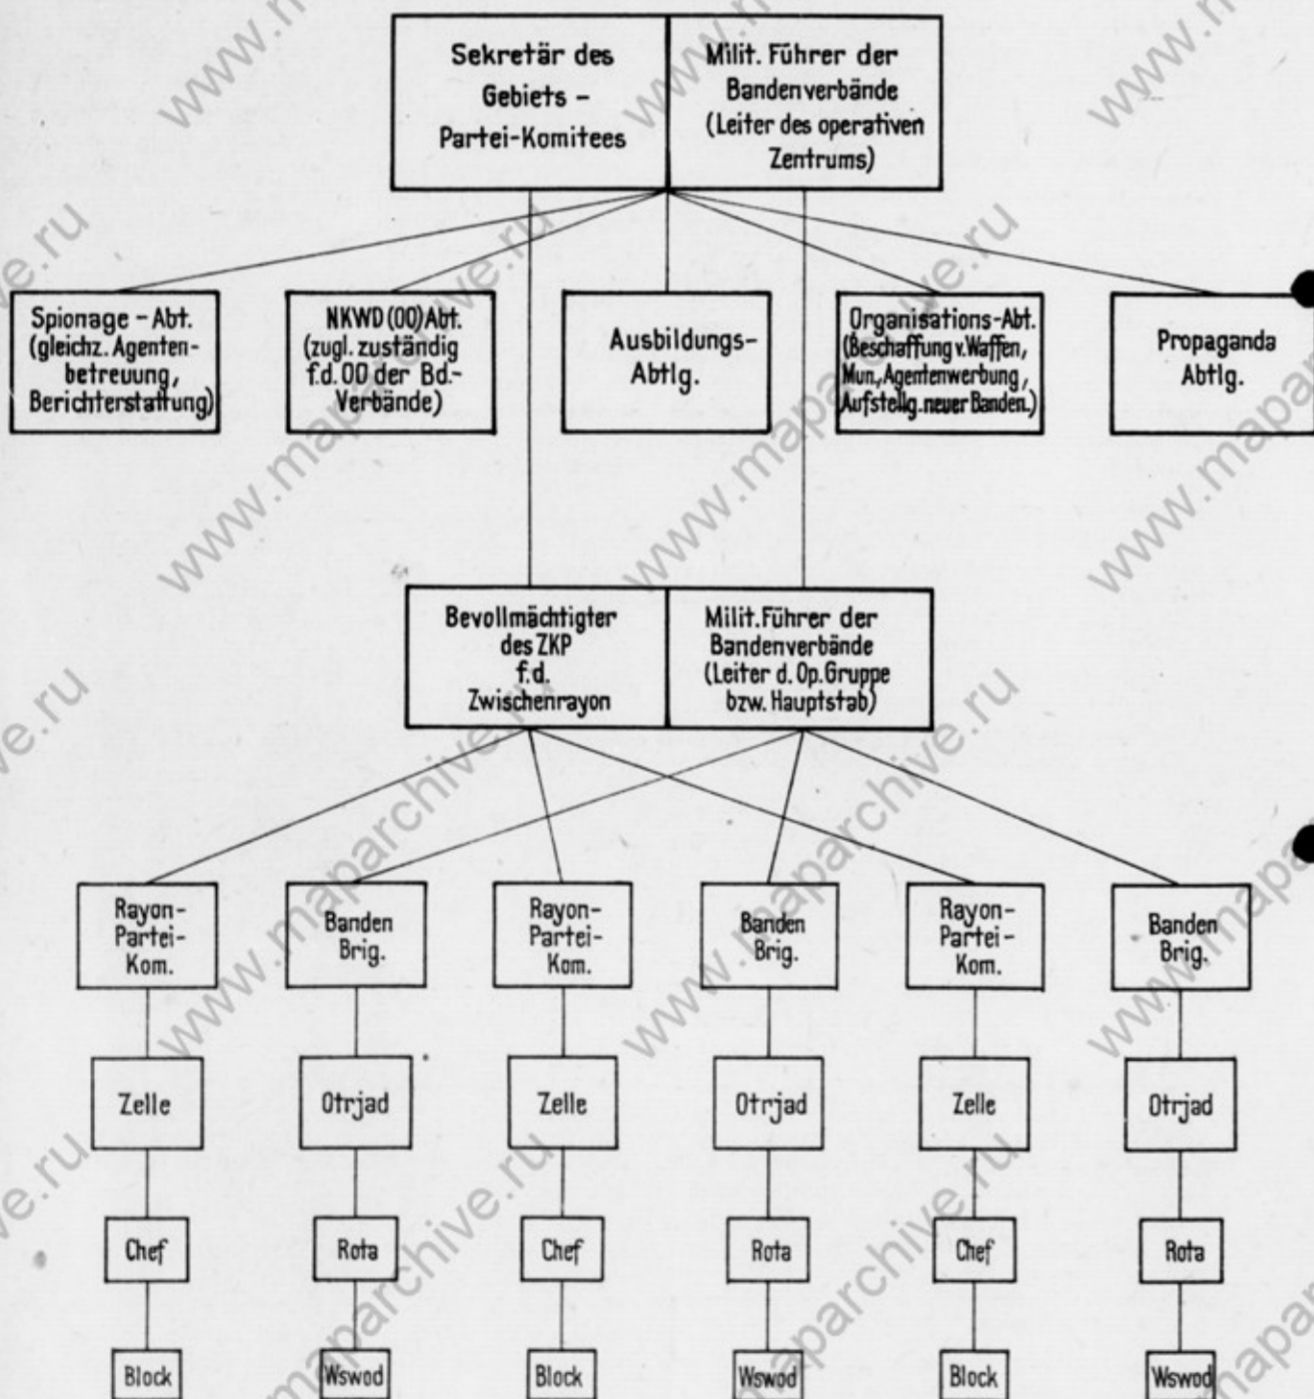 Sekretär des
Gebiets –
Partei-Komitees
Milit. Führer der
Bandenverbände
(Leiter des operativen
Zentrums)
Spionage – Abt.
(gleichz. Agenten-
betreuung,
Berichterstattung)
NKWD (OO) Abt.
(zugl. zuständig
f.d. OO der Bd.-
Verbände)
Ausbildungs-
Abtlg.
Organisations-Abt.
(Beschaffung v. Waffen,
Mun., Agentenwerbung,
Aufstellg. neuer Banden.)
Propaganda
Abtlg.
Bevollmächtigter
des ZKP
f.d.
Zwischenrayon
Milit. Führer der
Bandenverbände
(Leiter d. Op. Gruppe
bzw. Hauptstab)
Rayon-
Partei-
Kom.
Banden
Brig.
Rayon-
Partei-
Kom.
Banden
Brig.
Rayon-
Partei-
Kom.
Banden
Brig.
Zelle
Otrjad
Zelle
Otrjad
Zelle
Otrjad
Chef
Rota
Chef
Rota
Chef
Rota
Block
Wswod
Block
Wswod
Block
Wswod
www.maparchive.ru